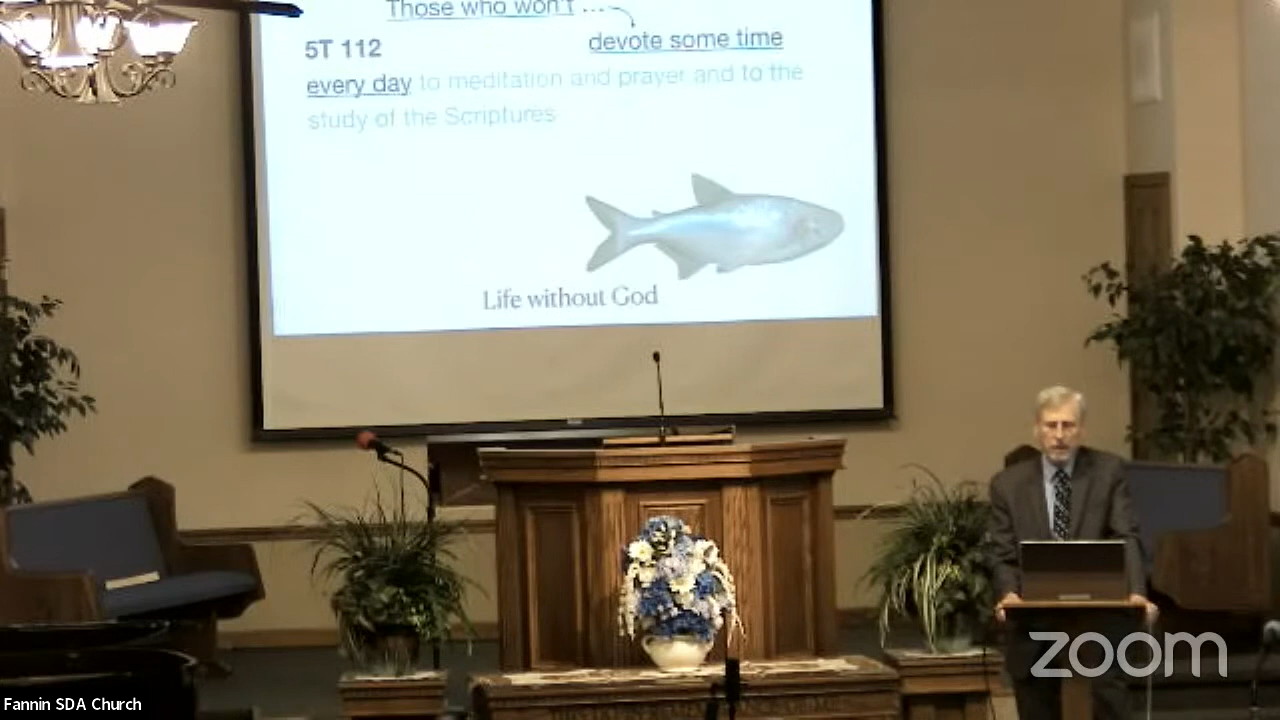 Those who won't ...
5T 112
devote some time
every day to meditation and prayer and to the
study of the Scriptures
Life without God
zoom
Fannin SDA Church